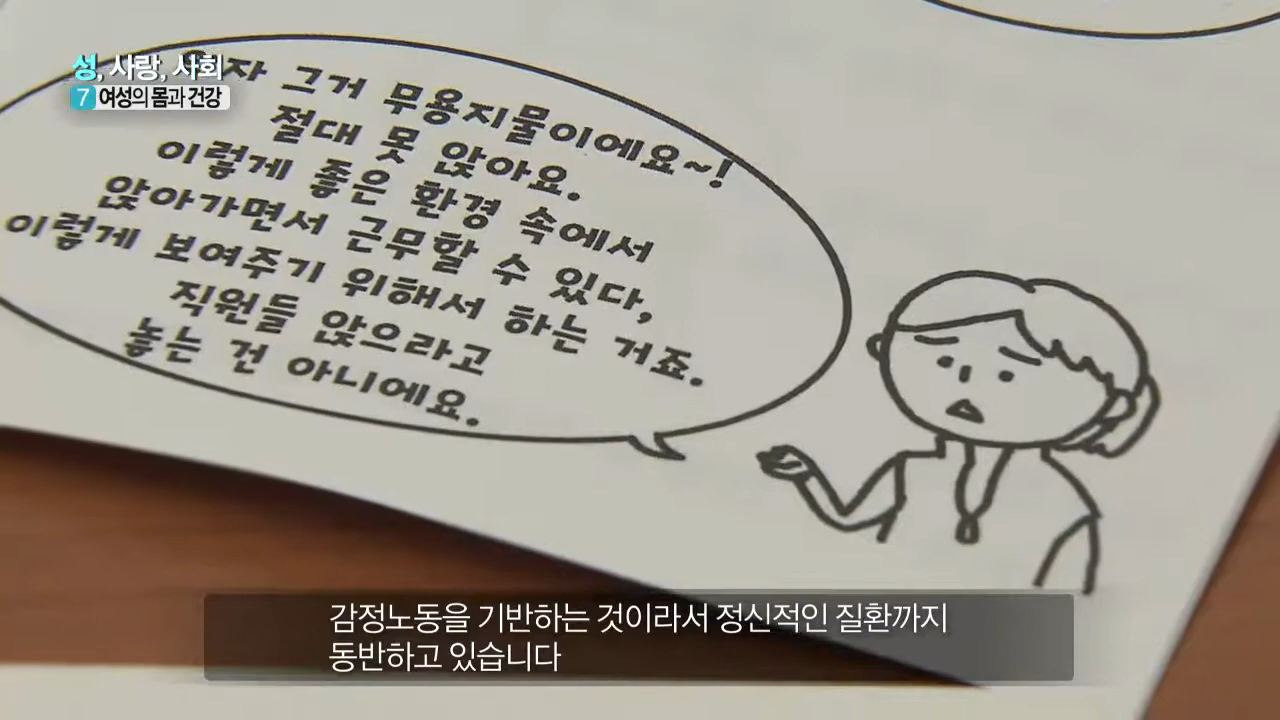 성, 사랑, 사회
7 여성의 몸과 건강
그거 무용지물이에요~!
절대 못 앉아요.
이렇게 좋은 환경 속에서
앉아가면서 근무할 수 있다,
이렇게 보여주기 위해서 하는 거죠.
직원들 앉으라고
놓는 건 아니에요.
감정노동을 기반하는 것이라서 정신적인 질환까지
동반하고 있습니다